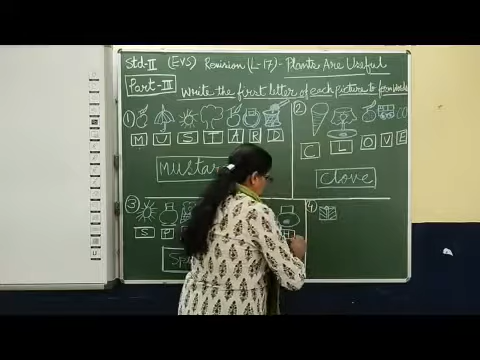 Std-II (EVS) Revision (L-17)- Plants Are Useful
Part-III Write the first letter of each picture to form words
① M U S T A R D
Mustar
② C L O V E
Clove
③ S P H
Sp
④